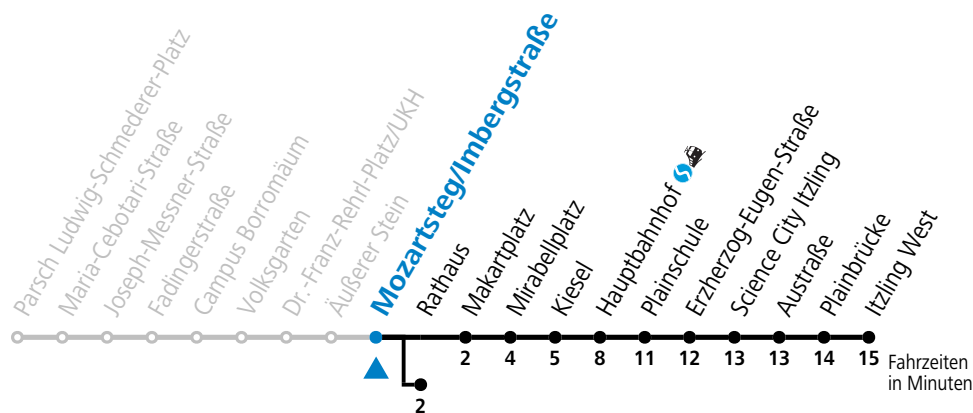 Parsch Ludwig-Schmederer-Platz
Maria-Cebotari-Straße
Joseph-Messner-Straße
Fadingerstraße
Campus Borromäum
Volksgarten
Dr.-Franz-Rehrl-Platz/UKH
Äußerer Stein
Mozartsteg/Imbergstraße
Rathaus
Makartplatz
Mirabellplatz
Kiesel
Hauptbahnhof
Plainschule
Erzherzog-Eugen-Straße
Science City Itzling
Austraße
Plainbrücke
Itzling West
2 4 5 8 11 12 13 13 14 15
Fahrzeiten
in Minuten
2